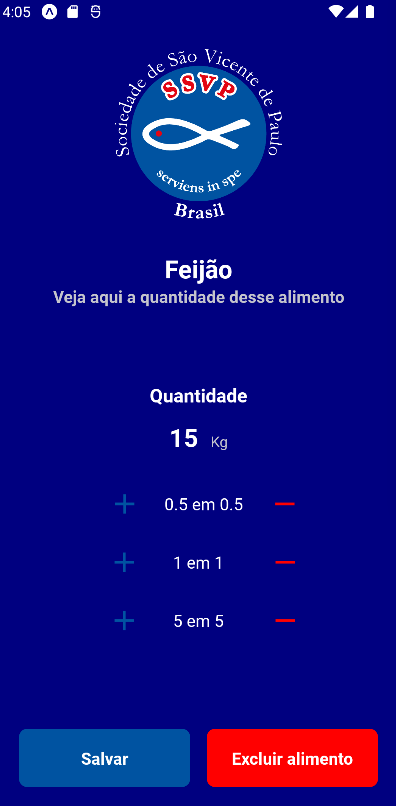 4:05
Sociedade de São Vicente de Paulo
SSVP
serviens in spe
Brasil
Feijão
Veja aqui a quantidade desse alimento
Quantidade
15 Kg
0.5 em 0.5
1 em 1
5 em 5
Salvar
Excluir alimento